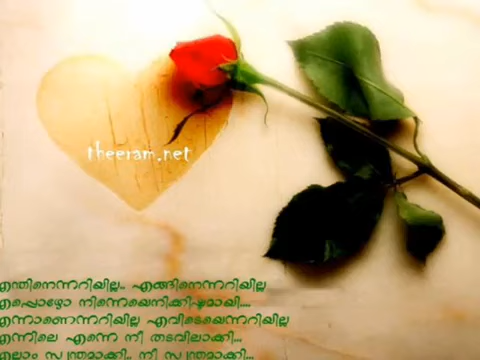 theeram.net
എന്തിനെന്നറിയില്ല.. എങ്ങിനെന്നറിയില്ല
എപ്പൊഴോ നിന്നെയെനിക്കിഷ്ടമായി....
എന്നാണെന്നറിയില്ല എവിടെയെന്നറിയില്ല
എന്നിലെ എന്നെ നീ തടവിലാക്കി...
എല്ലാം സ്വന്തമാക്കി.. നീ സ്വന്തമാക്കി...